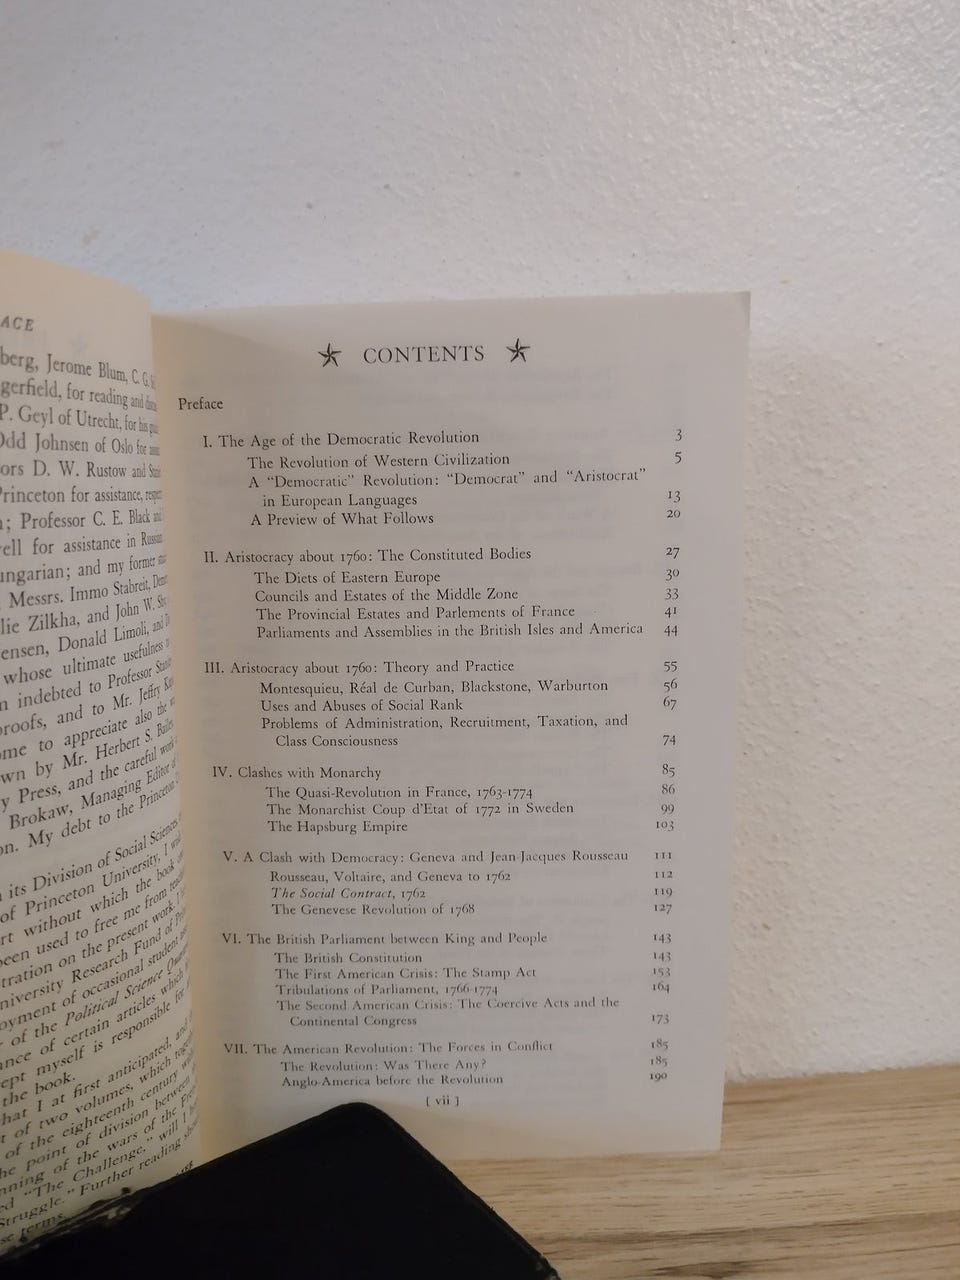 ACE
berg, Jerome Blum, C. G.
gerfield, for reading and
P. Geyl of Utrecht, for his
Odd Johnsen of Oslo for
ors D. W. Rustow and
Princeton for assistance,
; Professor C. E. Black and
ell for assistance in
ungarian; and my former
Messrs. Immo Stabreit,
lie Zilkha, and John W.
ensen, Donald Limoli, and
whose ultimate usefulness
n indebted to Professor
proofs, and to Mr. Jeffry
me to appreciate also the
wn by Mr. Herbert S.
y Press, and the careful work
Brokaw, Managing Editor of
on. My debt to the Princeton
its Division of Social Sciences
of Princeton University, I
rt without which the book
een used to free me from
tration on the present work. I
niversity Research Fund of
oyment of occasional student
r of the Political Science
ance of certain articles which
ept myself is responsible for
the book.
hat I at first anticipated, and
t of two volumes, which
of the eighteenth century
he point of division between
nning of the wars of the
ed "The Challenge," will
Struggle." Further reading
se terms.
CONTENTS
Preface
I. The Age of the Democratic Revolution 3
The Revolution of Western Civilization 5
A "Democratic" Revolution: "Democrat" and "Aristocrat"
in European Languages 13
A Preview of What Follows 20
II. Aristocracy about 1760: The Constituted Bodies 27
The Diets of Eastern Europe 30
Councils and Estates of the Middle Zone 33
The Provincial Estates and Parlements of France 41
Parliaments and Assemblies in the British Isles and America 44
III. Aristocracy about 1760: Theory and Practice 55
Montesquieu, Réal de Curban, Blackstone, Warburton 56
Uses and Abuses of Social Rank 67
Problems of Administration, Recruitment, Taxation, and
Class Consciousness 74
IV. Clashes with Monarchy 85
The Quasi-Revolution in France, 1763-1774 86
The Monarchist Coup d'Etat of 1772 in Sweden 99
The Hapsburg Empire 103
V. A Clash with Democracy: Geneva and Jean-Jacques Rousseau 111
Rousseau, Voltaire, and Geneva to 1762 112
The Social Contract, 1762 119
The Genevese Revolution of 1768 127
VI. The British Parliament between King and People 143
The British Constitution 143
The First American Crisis: The Stamp Act 153
Tribulations of Parliament, 1766-1774 164
The Second American Crisis: The Coercive Acts and the
Continental Congress 173
VII. The American Revolution: The Forces in Conflict 185
The Revolution: Was There Any? 185
Anglo-America before the Revolution 190
[ vii ]